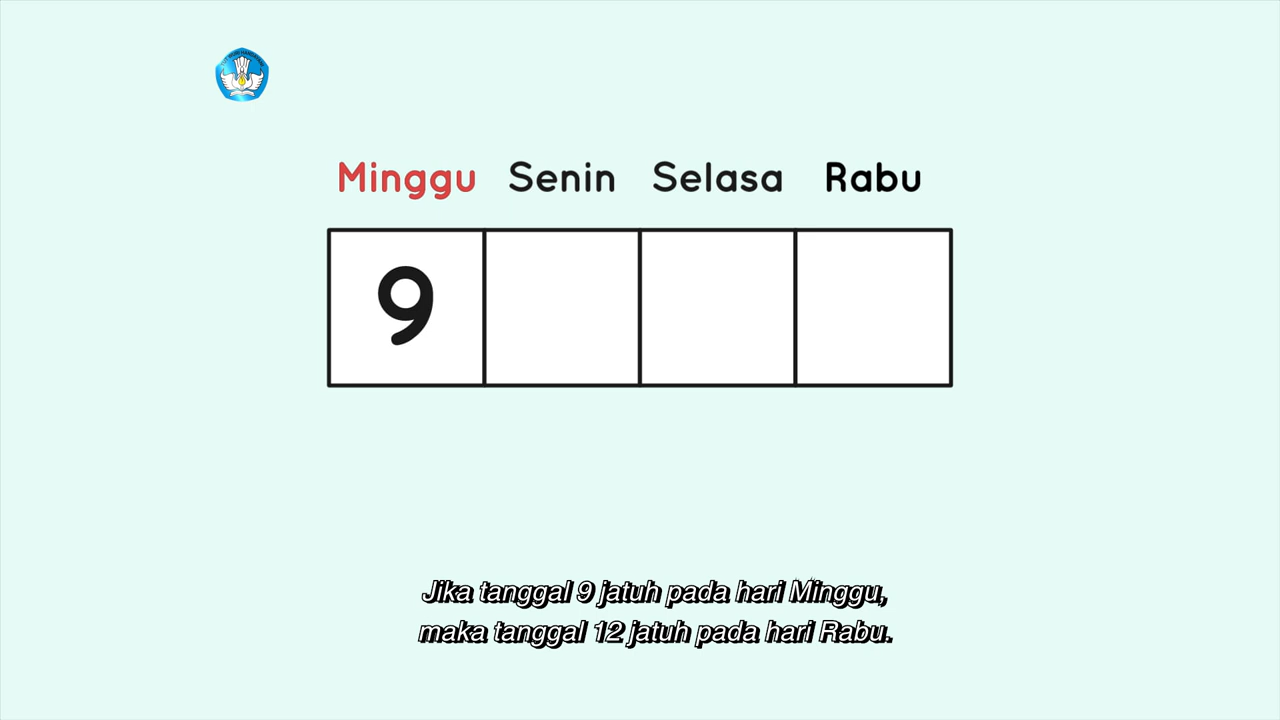 Minggu Senin Selasa Rabu
9
Jika tanggal 9 jatuh pada hari Minggu,
maka tanggal 12 jatuh pada hari Rabu.